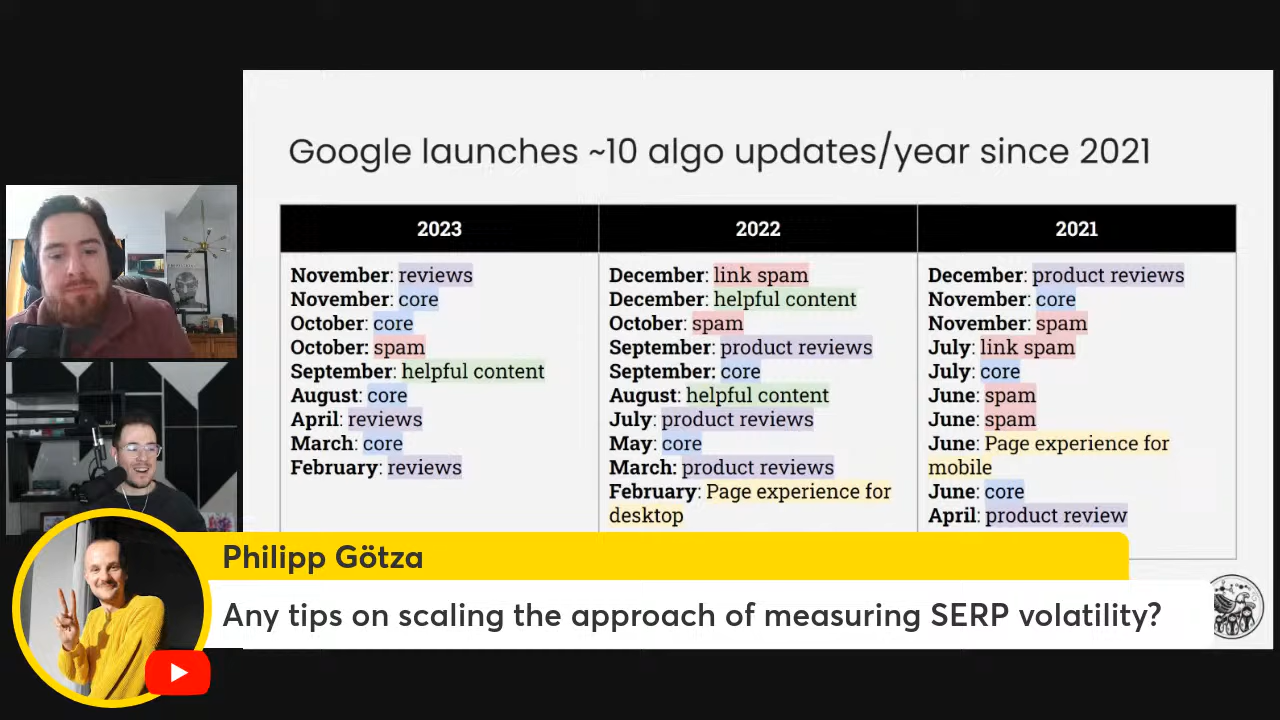 Google launches ~10 algo updates/year since 2021
2023
November: reviews
November: core
October: core
October: spam
September: helpful content
August: core
April: reviews
March: core
February: reviews
2022
December: link spam
December: helpful content
October: spam
September: product reviews
September: core
August: helpful content
July: product reviews
May: core
March: product reviews
February: Page experience for
desktop
2021
December: product reviews
November: core
November: spam
July: link spam
July: core
June: spam
June: spam
June: Page experience for
mobile
June: core
April: product review
Philipp Götza
Any tips on scaling the approach of measuring SERP volatility?